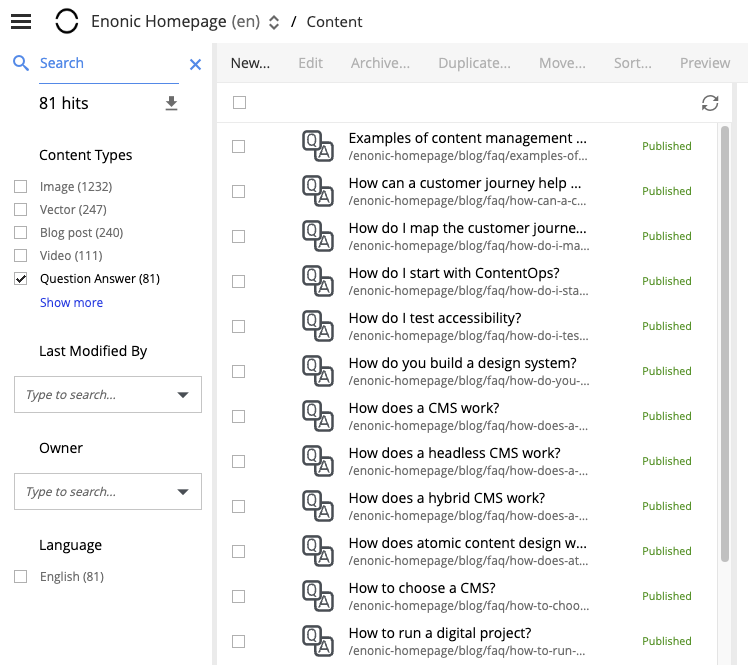 Enonic Homepage (en) / Content
Search
81 hits
Content Types
Image (1232)
Vector (247)
Blog post (240)
Video (111)
Question Answer (81)
Show more
Last Modified By
Type to search...
Owner
Type to search...
Language
English (81)
New... Edit Archive... Duplicate... Move... Sort... Preview
Examples of content management ...
/enonic-homepage/blog/faq/examples-of...
Published
How can a customer journey help ...
/enonic-homepage/blog/faq/how-can-a-c...
Published
How do I map the customer journe...
/enonic-homepage/blog/faq/how-do-i-ma...
Published
How do I start with ContentOps?
/enonic-homepage/blog/faq/how-do-i-sta...
Published
How do I test accessibility?
/enonic-homepage/blog/faq/how-do-i-tes...
Published
How do you build a design system?
/enonic-homepage/blog/faq/how-do-you-...
Published
How does a CMS work?
/enonic-homepage/blog/faq/how-does-a-...
Published
How does a headless CMS work?
/enonic-homepage/blog/faq/how-does-a-...
Published
How does a hybrid CMS work?
/enonic-homepage/blog/faq/how-does-a-...
Published
How does atomic content design w...
/enonic-homepage/blog/faq/how-does-at...
Published
How to choose a CMS?
/enonic-homepage/blog/faq/how-to-choo...
Published
How to run a digital project?
/enonic-homepage/blog/faq/how-to-run-...
Published